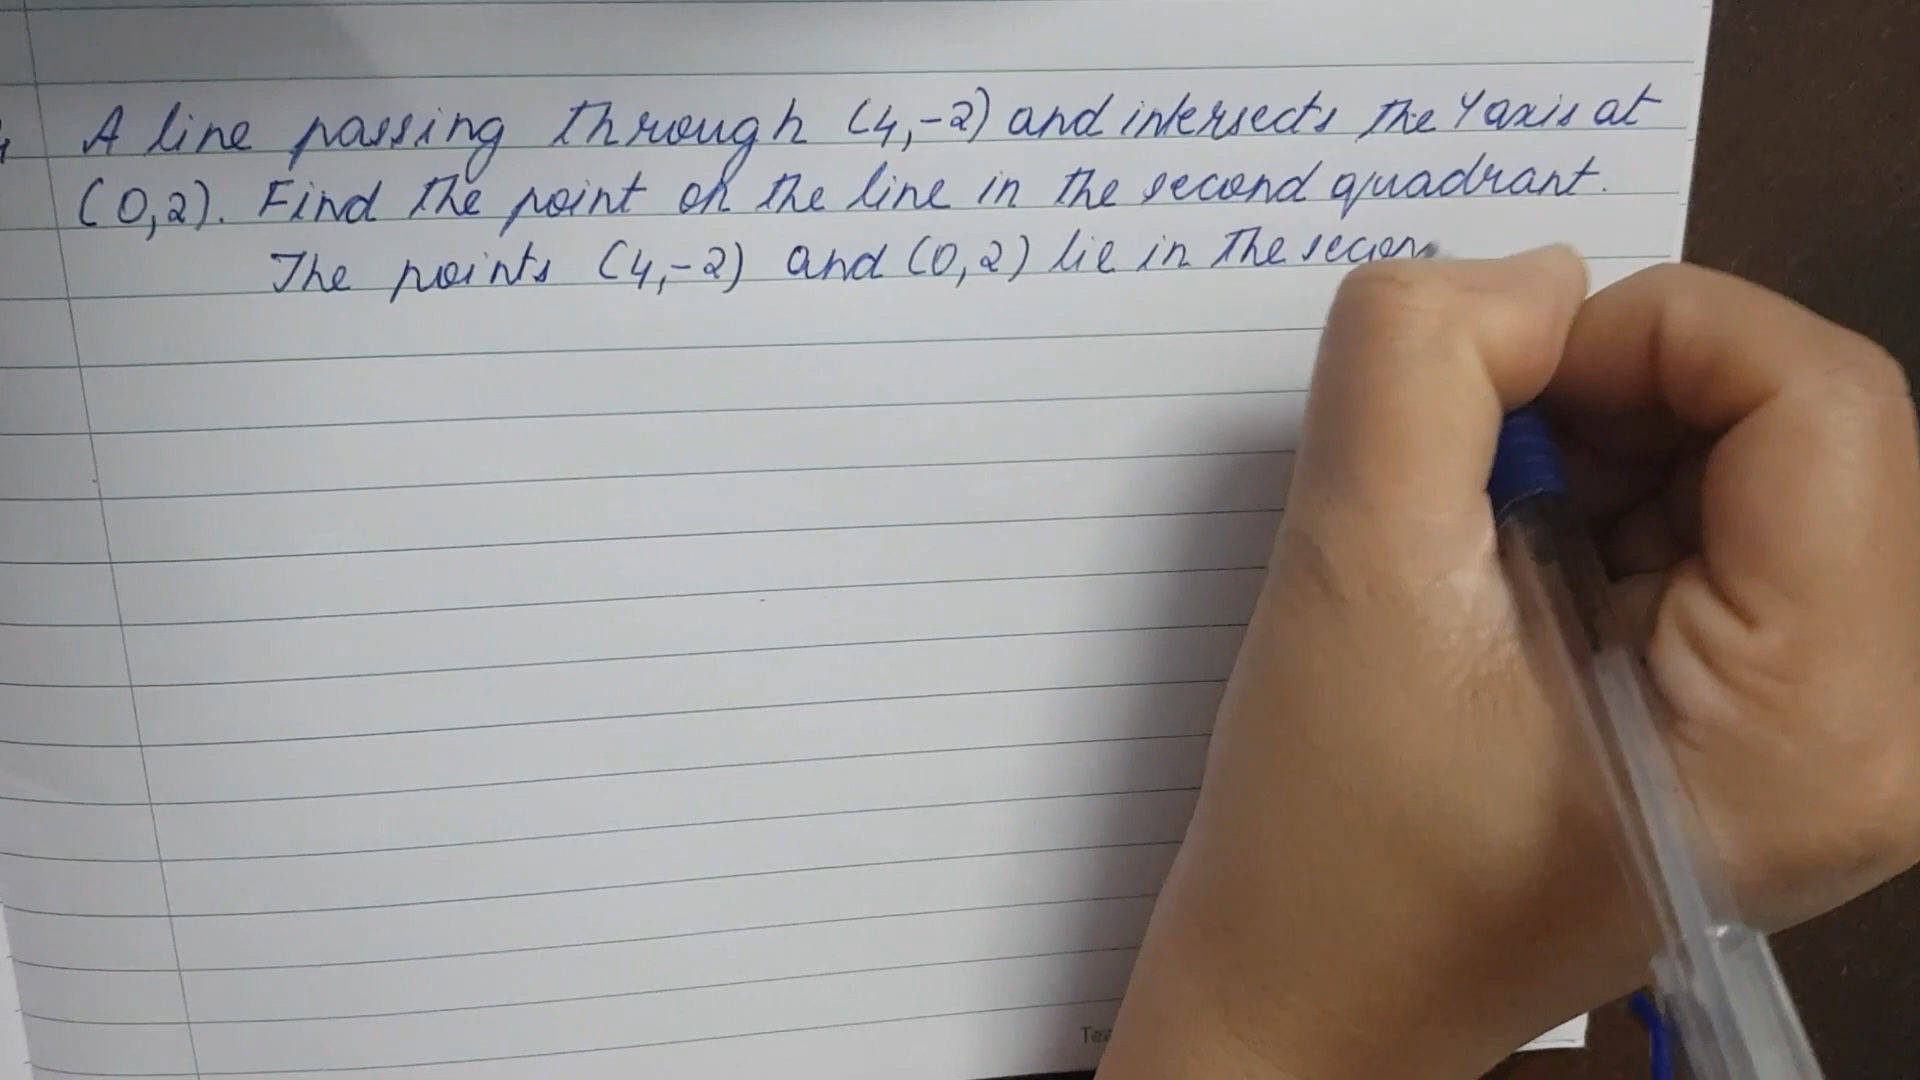 A line passing through (4,-2) and intersects the Y axis at
(0,2). Find the point on the line in the second quadrant.
The points (4,-2) and (0,2) lie in the secon